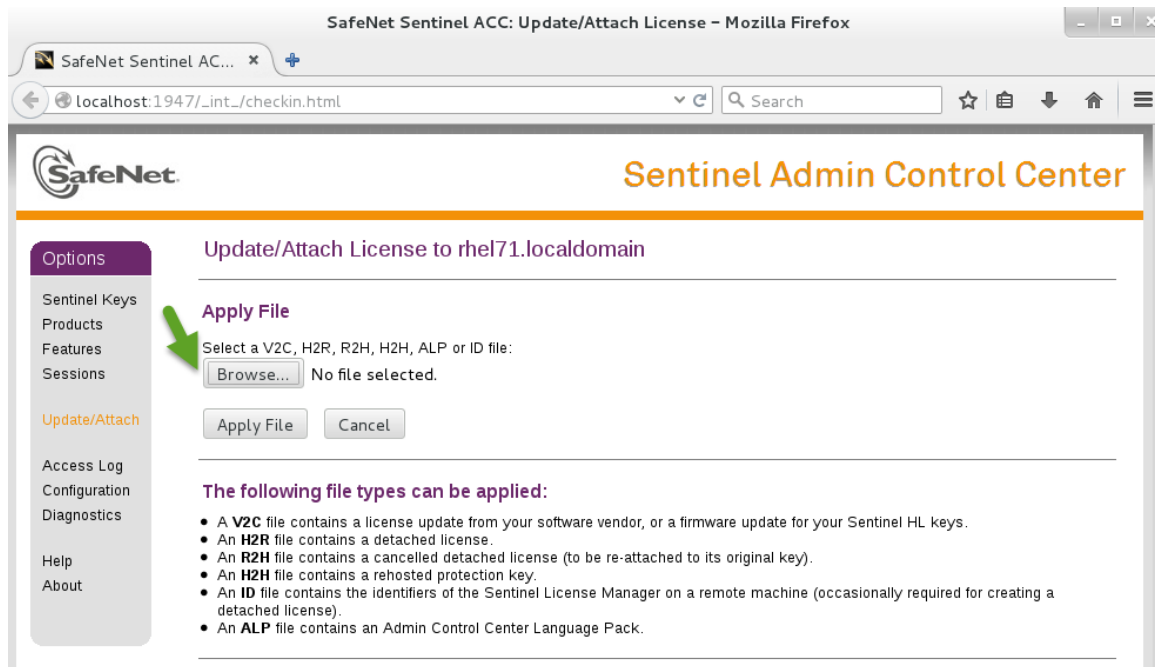 SafeNet Sentinel ACC: Update/Attach License – Mozilla Firefox
SafeNet Sentinel AC...
localhost:1947/_int_/checkin.html
Search
SafeNet.
Sentinel Admin Control Center
Options
Update/Attach License to rhel71.localdomain
Sentinel Keys
Products
Features
Sessions
Update/Attach
Access Log
Configuration
Diagnostics
Help
About
Apply File
Select a V2C, H2R, R2H, H2H, ALP or ID file:
Browse... No file selected.
Apply File Cancel
The following file types can be applied:
• A V2C file contains a license update from your software vendor, or a firmware update for your Sentinel HL keys.
• An H2R file contains a detached license.
• An R2H file contains a cancelled detached license (to be re-attached to its original key).
• An H2H file contains a rehosted protection key.
• An ID file contains the identifiers of the Sentinel License Manager on a remote machine (occasionally required for creating a
detached license).
• An ALP file contains an Admin Control Center Language Pack.